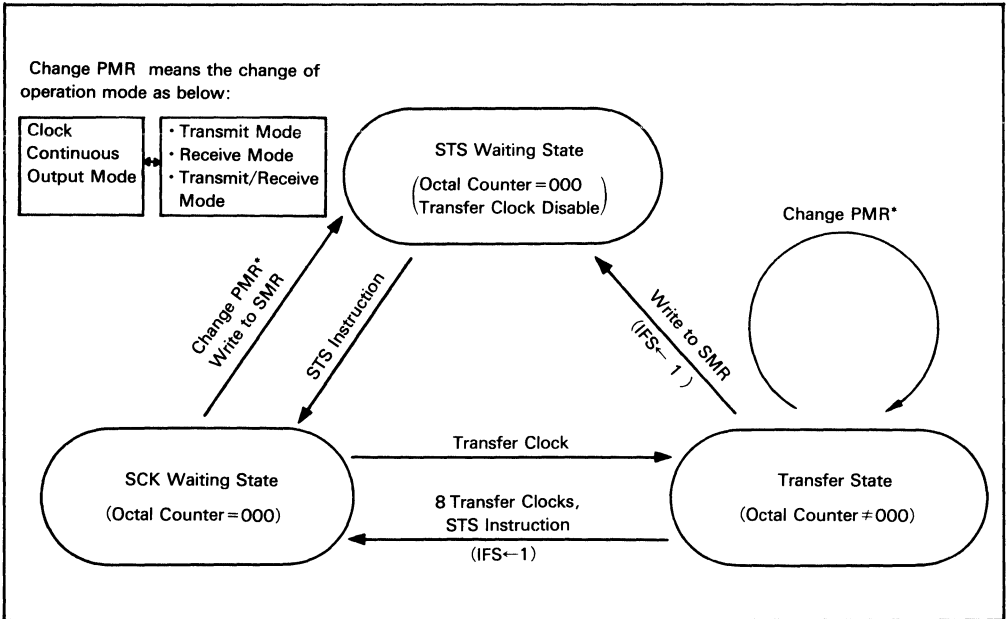 Change PMR means the change of
operation mode as below:
Clock
Continuous
Output Mode
· Transmit Mode
· Receive Mode
· Transmit/Receive
Mode
STS Waiting State
(Octal Counter=000
Transfer Clock Disable)
Change PMR*
Change PMR*
Write to SMR
STS Instruction
Write to SMR
(IFS←1)
SCK Waiting State
(Octal Counter=000)
Transfer Clock
8 Transfer Clocks,
STS Instruction
(IFS←1)
Transfer State
(Octal Counter≠000)